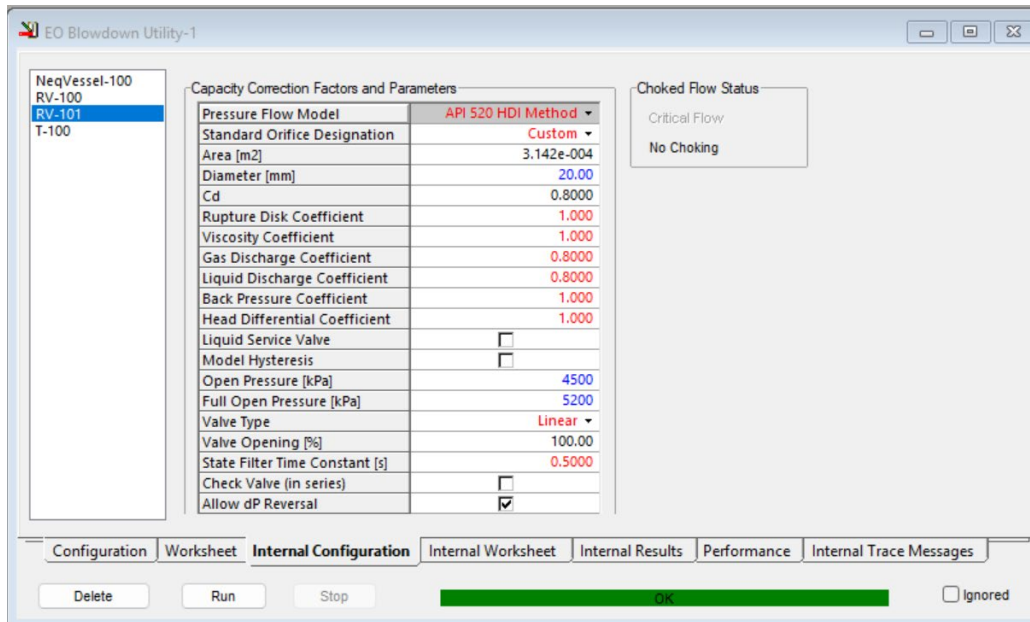 EO Blowdown Utility-1
NeqVessel-100
RV-100
RV-101
T-100
Capacity Correction Factors and Parameters
Pressure Flow Model API 520 HDI Method
Standard Orifice Designation Custom
Area [m2] 3.142e-004
Diameter [mm] 20.00
Cd 0.8000
Rupture Disk Coefficient 1.000
Viscosity Coefficient 1.000
Gas Discharge Coefficient 0.8000
Liquid Discharge Coefficient 0.8000
Back Pressure Coefficient 1.000
Head Differential Coefficient 1.000
Liquid Service Valve
Model Hysteresis
Open Pressure [kPa] 4500
Full Open Pressure [kPa] 5200
Valve Type Linear
Valve Opening [%] 100.00
State Filter Time Constant [s] 0.5000
Check Valve (in series)
Allow dP Reversal
Choked Flow Status
Critical Flow
No Choking
Configuration Worksheet Internal Configuration Internal Worksheet Internal Results Performance Internal Trace Messages
Delete Run Stop OK Ignored